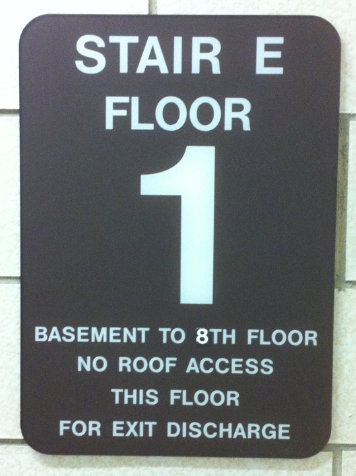 STAIR E
FLOOR
1
BASEMENT TO 8TH FLOOR
NO ROOF ACCESS
THIS FLOOR
FOR EXIT DISCHARGE